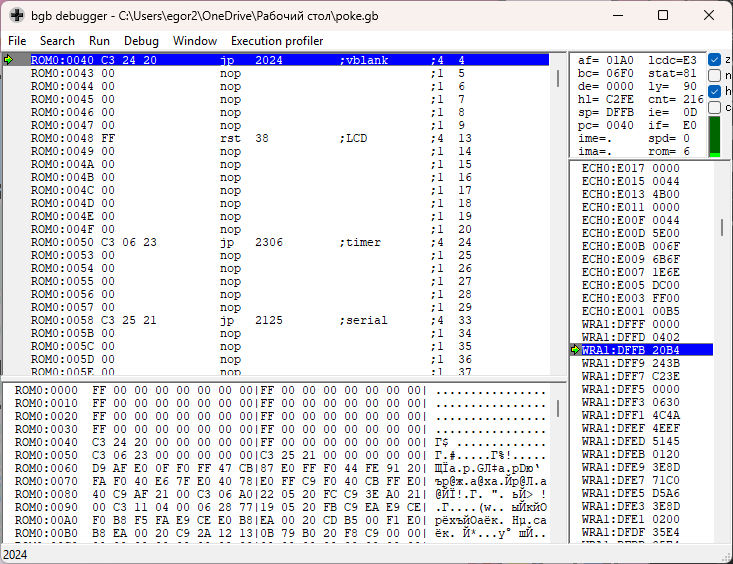 bgb debugger - C:\Users\egor2\OneDrive\Рабочий стол\poke.gb
File Search Run Debug Window Execution profiler
ROM0:0040 C3 24 20 jp 2024 ;vblank ;4 4
ROM0:0043 00 nop ;1 5
ROM0:0044 00 nop ;1 6
ROM0:0045 00 nop ;1 7
ROM0:0046 00 nop ;1 8
ROM0:0047 00 nop ;1 9
ROM0:0048 FF rst 38 ;LCD ;4 13
ROM0:0049 00 nop ;1 14
ROM0:004A 00 nop ;1 15
ROM0:004B 00 nop ;1 16
ROM0:004C 00 nop ;1 17
ROM0:004D 00 nop ;1 18
ROM0:004E 00 nop ;1 19
ROM0:004F 00 nop ;1 20
ROM0:0050 C3 06 23 jp 2306 ;timer ;4 24
ROM0:0053 00 nop ;1 25
ROM0:0054 00 nop ;1 26
ROM0:0055 00 nop ;1 27
ROM0:0056 00 nop ;1 28
ROM0:0057 00 nop ;1 29
ROM0:0058 C3 25 21 jp 2125 ;serial ;4 33
ROM0:005B 00 nop ;1 34
ROM0:005C 00 nop ;1 35
ROM0:005D 00 nop ;1 36
ROM0:005E 00 nop ;1 37
af= 01A0 lcdc=E3 z
bc= 06F0 stat=81 n
de= 0000 ly= 90 h
hl= C2FE cnt= 216 c
sp= DFFB ie= 0D
pc= 0040 if= E0
ime=. spd= 0
ima=. rom= 6
ECH0:E017 0000
ECH0:E015 0044
ECH0:E013 4B00
ECH0:E011 0000
ECH0:E00F 0044
ECH0:E00D 5E00
ECH0:E00B 006F
ECH0:E009 6B6F
ECH0:E007 1E6E
ECH0:E005 DC00
ECH0:E003 FF00
ECH0:E001 00B5
WRA1:DFFF 0000
WRA1:DFFD 0402
WRA1:DFFB 20B4
WRA1:DFF9 243B
WRA1:DFF7 C23E
WRA1:DFF5 0000
WRA1:DFF3 0630
WRA1:DFF1 4C4A
WRA1:DFEF 4EEF
WRA1:DFED 5145
WRA1:DFEB 0120
WRA1:DFE9 3E8D
WRA1:DFE7 71C0
WRA1:DFE5 D5A6
WRA1:DFE3 3E8D
WRA1:DFE1 0200
WRA1:DFDF 35E4
ROM0:0000 FF 00 00 00 00 00 00 00|FF 00 00 00 00 00 00 00| ................
ROM0:0010 FF 00 00 00 00 00 00 00|FF 00 00 00 00 00 00 00| ................
ROM0:0020 FF 00 00 00 00 00 00 00|FF 00 00 00 00 00 00 00| ................
ROM0:0030 FF 00 00 00 00 00 00 00|FF 00 00 00 00 00 00 00| ................
ROM0:0040 C3 24 20 00 00 00 00 00|FF 00 00 00 00 00 00 00| Г$ .............
ROM0:0050 C3 06 23 00 00 00 00 00|C3 25 21 00 00 00 00 00| Г.#.....Г%!.....
ROM0:0060 D9 AF E0 0F F0 FF 47 CB|87 E0 FF F0 44 FE 91 20| ЩЇа.р.GЛ‡а.рDю‘
ROM0:0070 FA F0 40 E6 7F E0 40 78|E0 FF C9 F0 40 CB FF E0| ър@ж.а@xа.Йр@Л.а
ROM0:0080 40 C9 AF 21 00 C3 06 A0|22 05 20 FC C9 3E A0 21| @ЙЇ!.Г. ". ьЙ> !
ROM0:0090 00 C3 11 04 00 06 28 77|19 05 20 FB C9 EA E9 CE| .Г....(w.. ыЙкйО
ROM0:00A0 F0 B8 F5 FA E9 CE E0 B8|EA 00 20 CD B5 00 F1 E0| рёхъйОаёк. Нµ.са
ROM0:00B0 B8 EA 00 20 C9 2A 12 13|0B 79 B0 20 F8 C9 00 00| ёк. Й*...y° шЙ..
2024